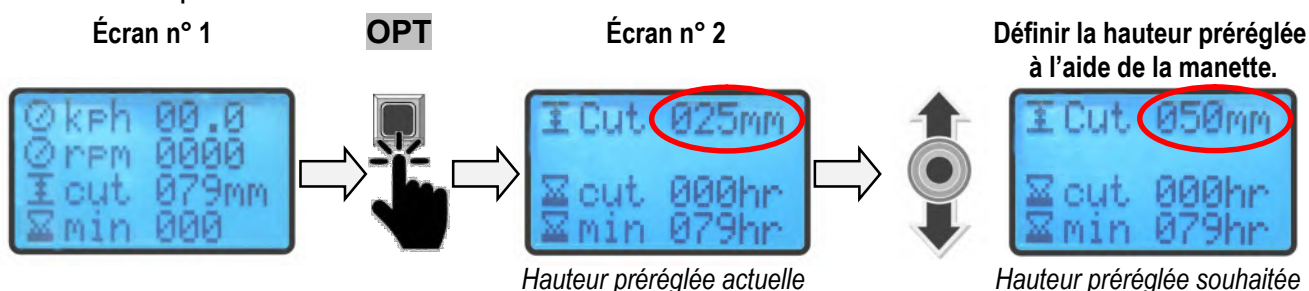 Écran n° 1
OPT
Écran n° 2
Définir la hauteur préréglée
à l’aide de la manette.
kph 00.0
rpm 0000
cut 079mm
min 000
Cut 025mm
cut 000hr
min 079hr
Cut 050mm
cut 000hr
min 079hr
Hauteur préréglée actuelle
Hauteur préréglée souhaitée